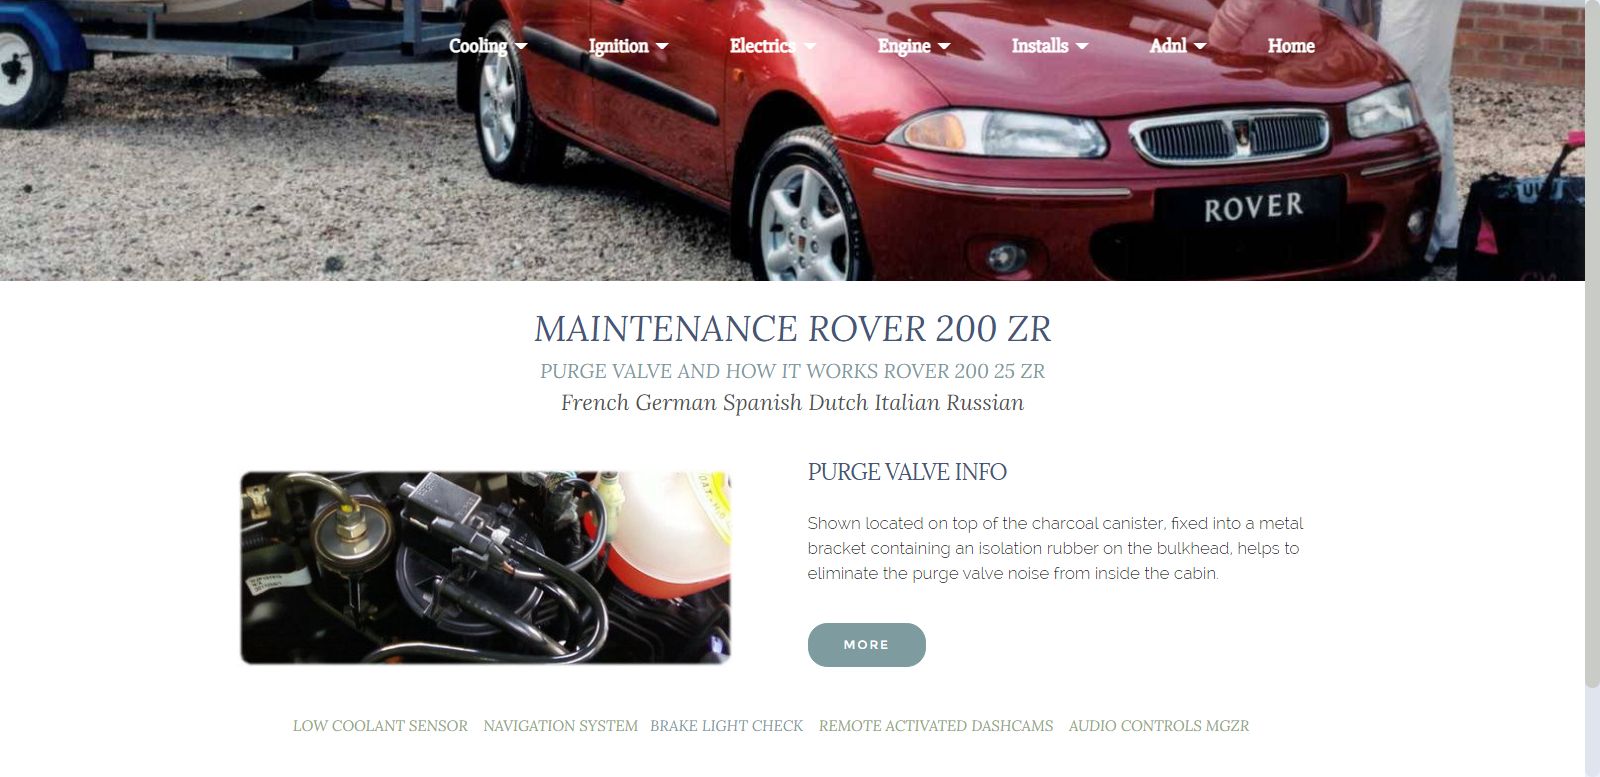 Cooling Ignition Electrics Engine Installs Adnl Home
ROVER
MAINTENANCE ROVER 200 ZR
PURGE VALVE AND HOW IT WORKS ROVER 200 25 ZR
French German Spanish Dutch Italian Russian
PURGE VALVE INFO
Shown located on top of the charcoal canister, fixed into a metal
bracket containing an isolation rubber on the bulkhead, helps to
eliminate the purge valve noise from inside the cabin.
MORE
LOW COOLANT SENSOR NAVIGATION SYSTEM BRAKE LIGHT CHECK REMOTE ACTIVATED DASHCAMS AUDIO CONTROLS MGZR